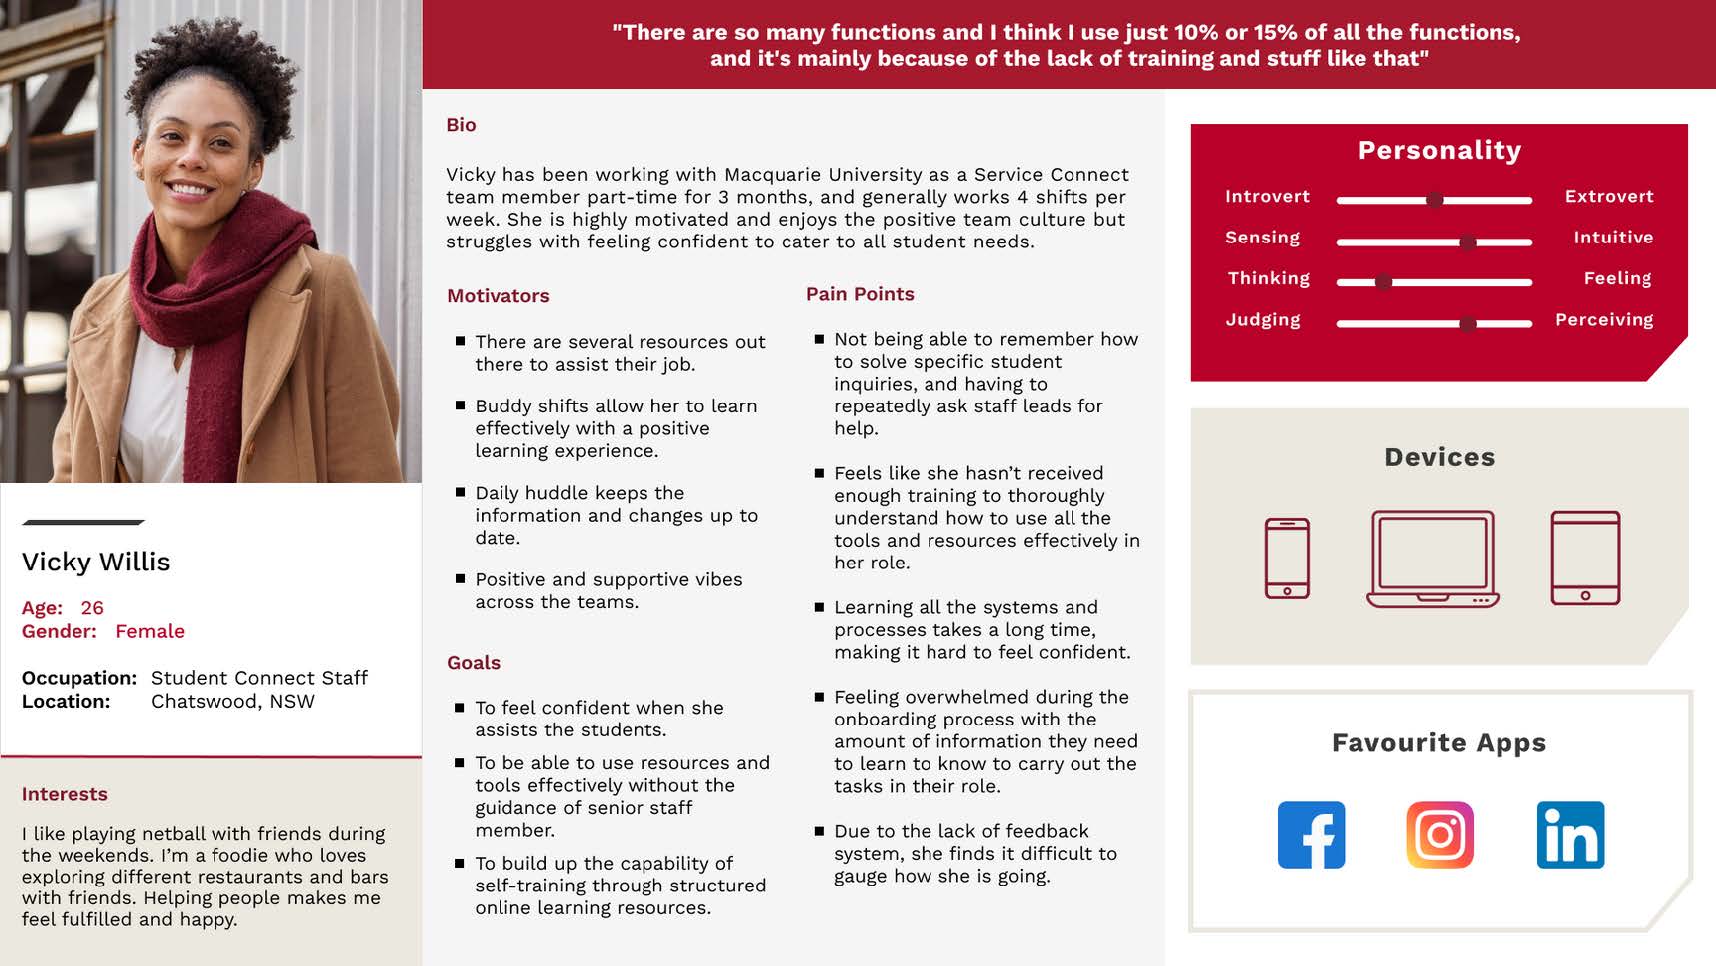 "There are so many functions and I think I use just 10% or 15% of all the functions,
and it's mainly because of the lack of training and stuff like that"
Vicky Willis
Age: 26
Gender: Female
Occupation: Student Connect Staff
Location: Chatswood, NSW
Interests
I like playing netball with friends during
the weekends. I’m a foodie who loves
exploring different restaurants and bars
with friends. Helping people makes me
feel fulfilled and happy.
Bio
Vicky has been working with Macquarie University as a Service Connect
team member part-time for 3 months, and generally works 4 shifts per
week. She is highly motivated and enjoys the positive team culture but
struggles with feeling confident to cater to all student needs.
Motivators
There are several resources out
there to assist their job.
Buddy shifts allow her to learn
effectively with a positive
learning experience.
Daily huddle keeps the
information and changes up to
date.
Positive and supportive vibes
across the teams.
Goals
To feel confident when she
assists the students.
To be able to use resources and
tools effectively without the
guidance of senior staff
member.
To build up the capability of
self-training through structured
online learning resources.
Pain Points
Not being able to remember how
to solve specific student
inquiries, and having to
repeatedly ask staff leads for
help.
Feels like she hasn’t received
enough training to thoroughly
understand how to use all the
tools and resources effectively in
her role.
Learning all the systems and
processes takes a long time,
making it hard to feel confident.
Feeling overwhelmed during the
onboarding process with the
amount of information they need
to learn to know to carry out the
tasks in their role.
Due to the lack of feedback
system, she finds it difficult to
gauge how she is going.
Personality
Introvert Extrovert
Sensing Intuitive
Thinking Feeling
Judging Perceiving
Devices
Favourite Apps
f in